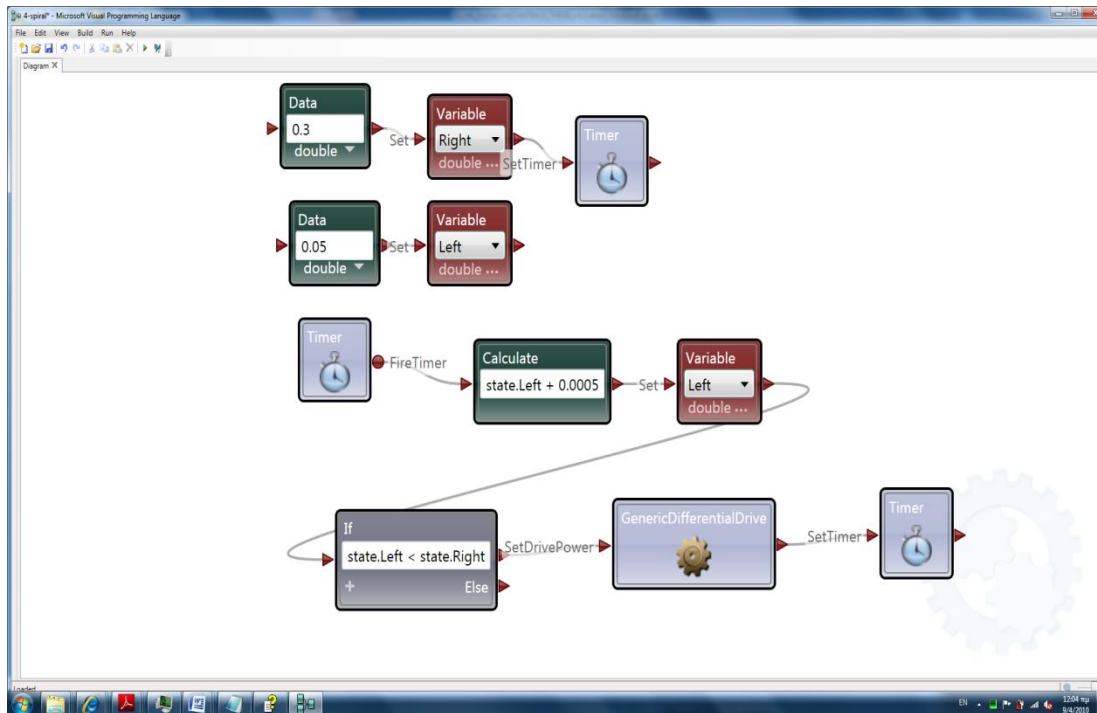 4-spiral* - Microsoft Visual Programming Language
File Edit View Build Run Help
Diagram X
Data
0.3
double
Set
Variable
Right
double ...
SetTimer
Timer
Data
0.05
double
Set
Variable
Left
double ...
Timer
FireTimer
Calculate
state.Left + 0.0005
Set
Variable
Left
double ...
If
state.Left < state.Right
Else
SetDrivePower
GenericDifferentialDrive
SetTimer
Timer
Loaded
EN
12:04 πμ
9/4/2010